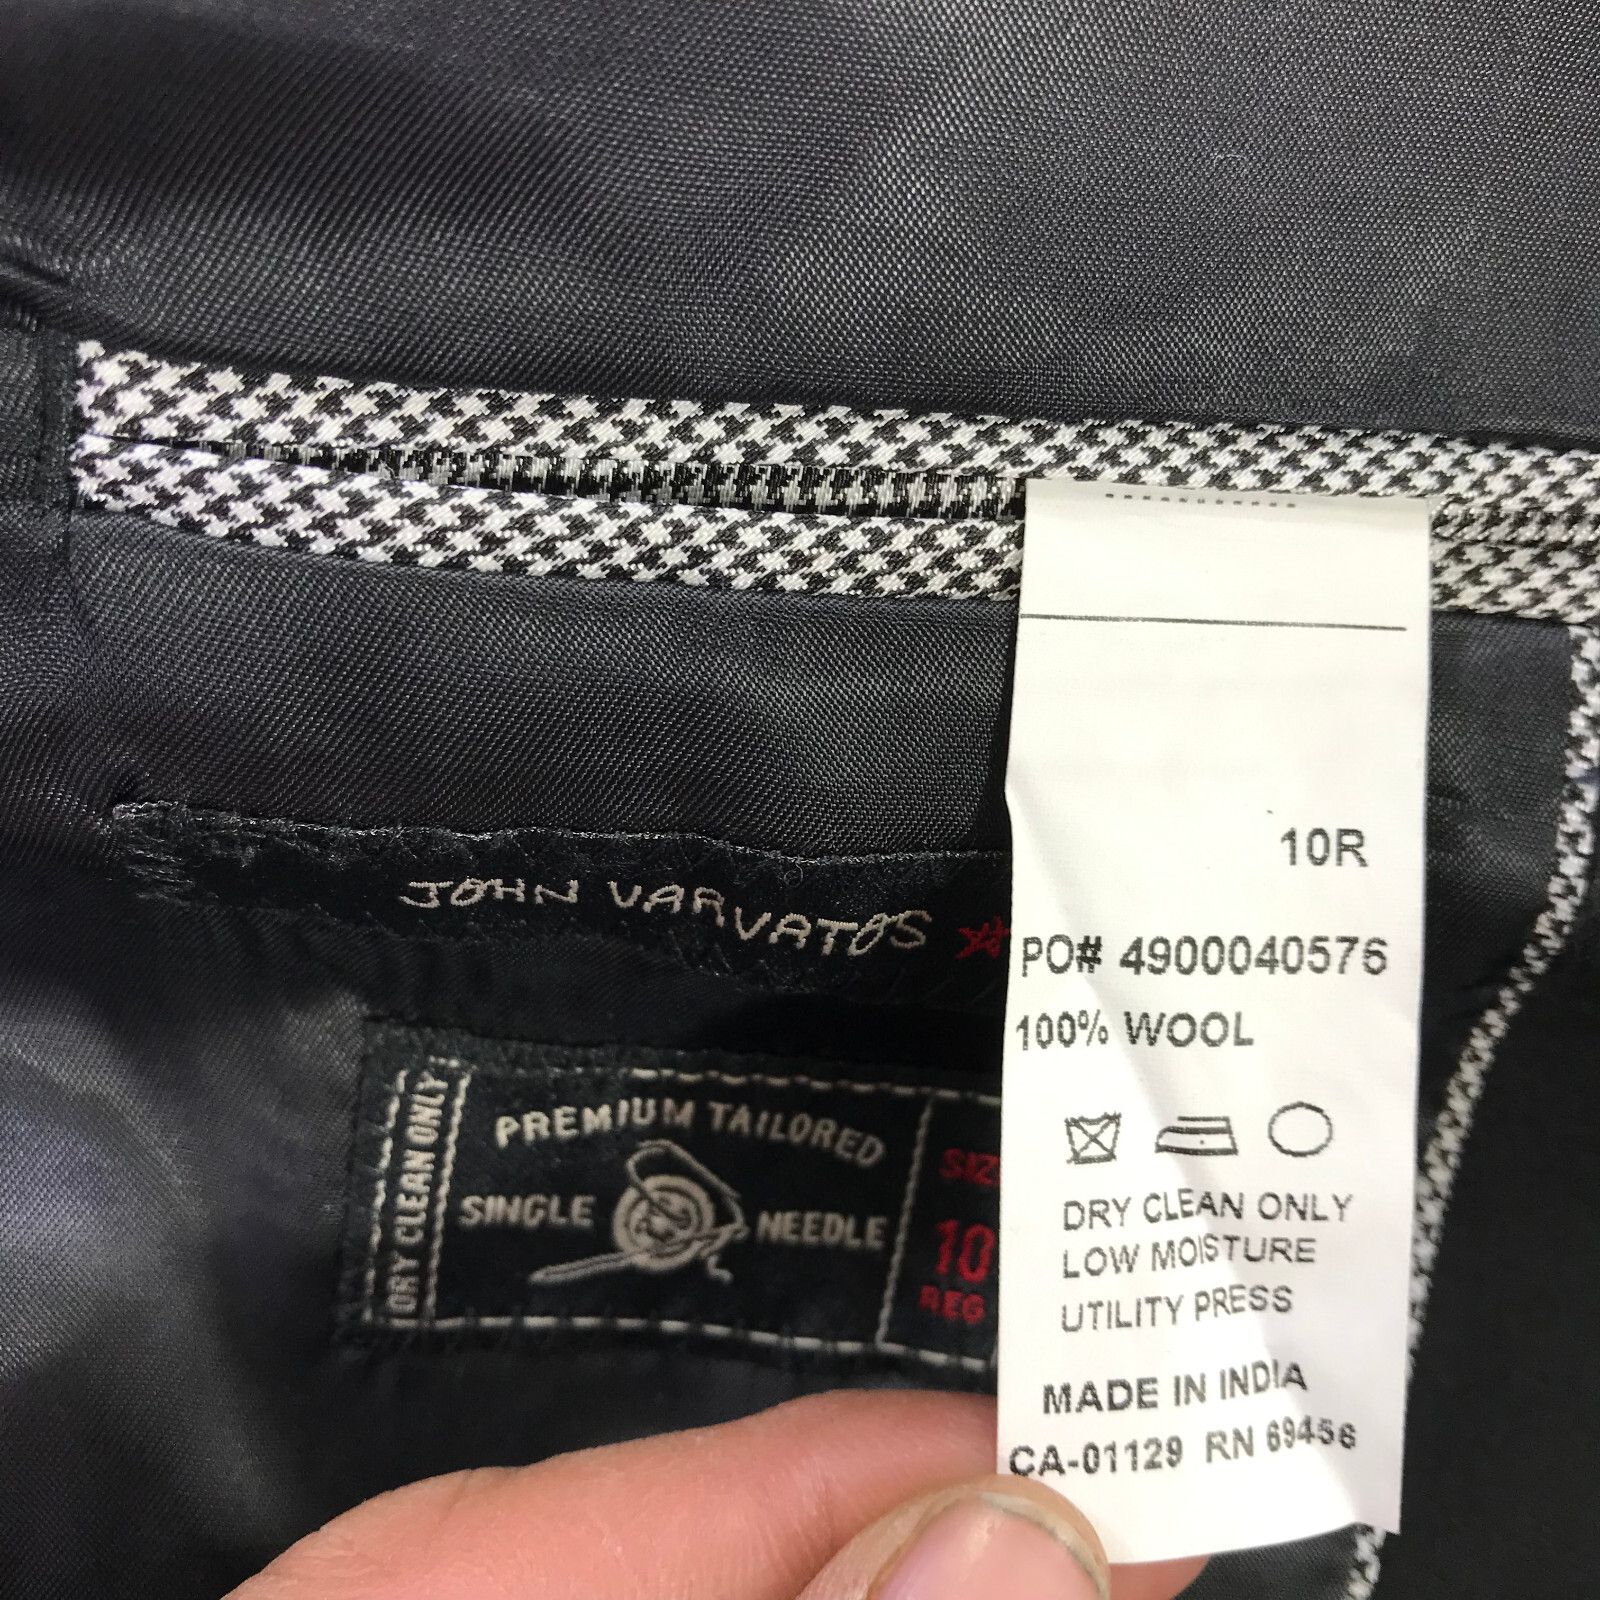 JOHN VARVATOS
DRY CLEAN ONLY
PREMIUM TAILORED
SINGLE NEEDLE
10
REG
10R
PO# 4900040576
100% WOOL
DRY CLEAN ONLY
LOW MOISTURE
UTILITY PRESS
MADE IN INDIA
CA-01129 RN 69456